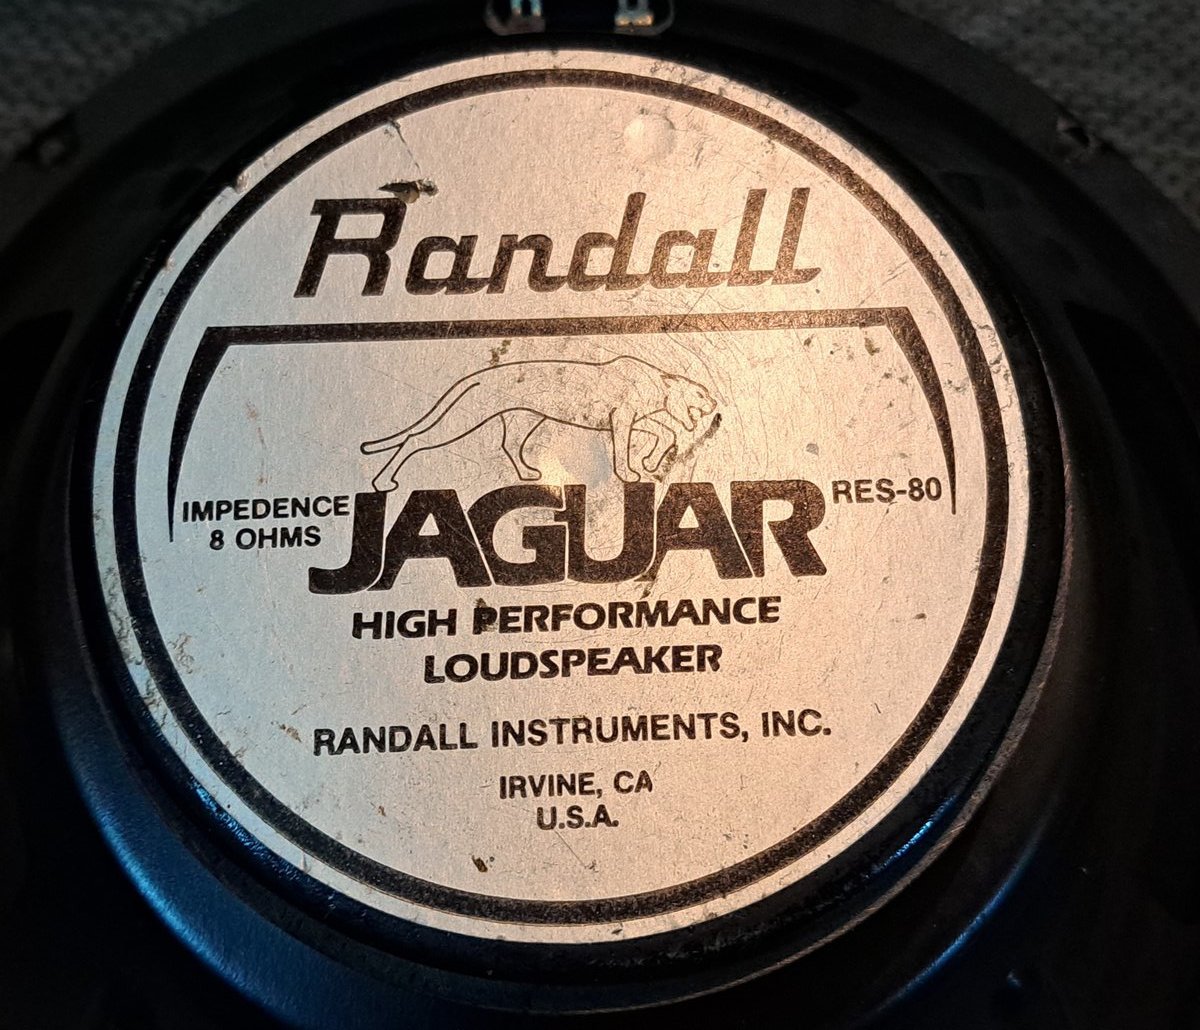 Randall
IMPEDENCE
8 OHMS
JAGUAR
RES-80
HIGH PERFORMANCE
LOUDSPEAKER
RANDALL INSTRUMENTS, INC.
IRVINE, CA
U.S.A.